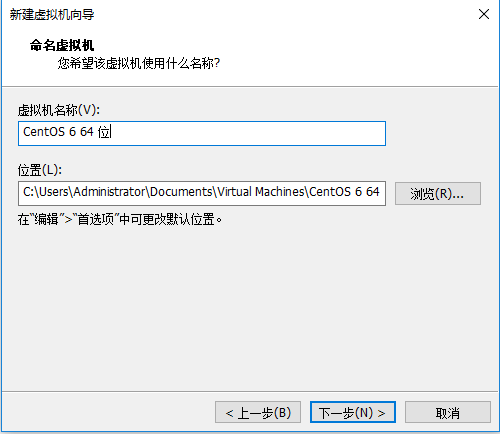 新建虚拟机向导
命名虚拟机
您希望该虚拟机使用什么名称?
虚拟机名称(V):
CentOS 6 64 位
位置(L):
C:\Users\Administrator\Documents\Virtual Machines\CentOS 6 64
浏览(R)...
在“编辑”>“首选项”中可更改默认位置。
< 上一步(B)
下一步(N) >
取消